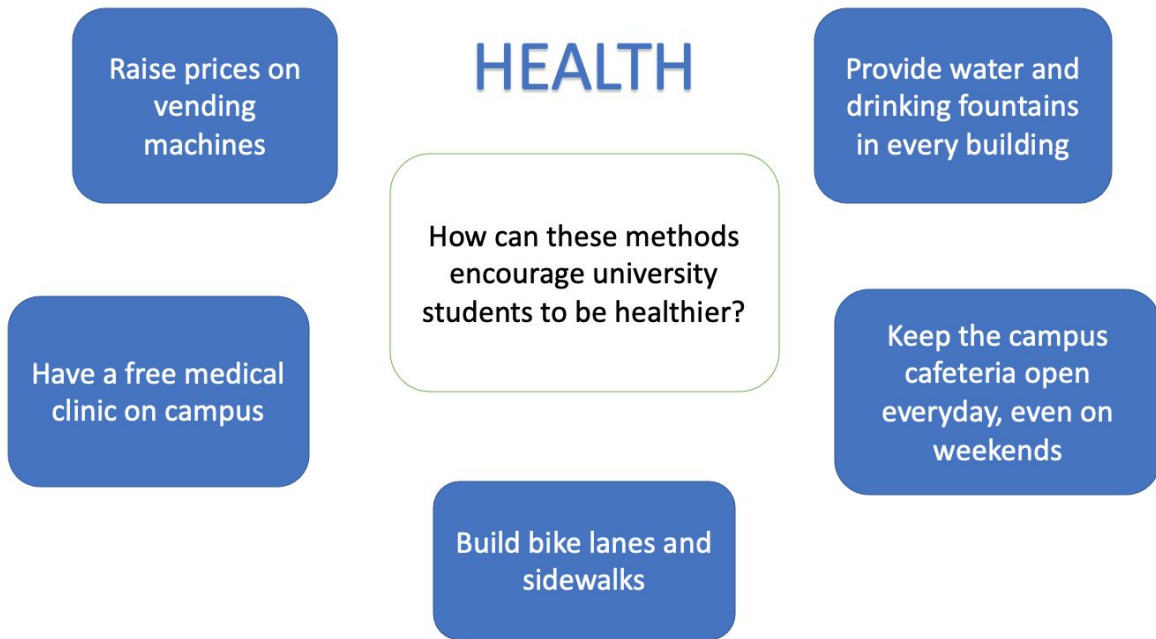 HEALTH
Raise prices on
vending
machines
Provide water and
drinking fountains
in every building
How can these methods
encourage university
students to be healthier?
Have a free medical
clinic on campus
Keep the campus
cafeteria open
everyday, even on
weekends
Build bike lanes and
sidewalks